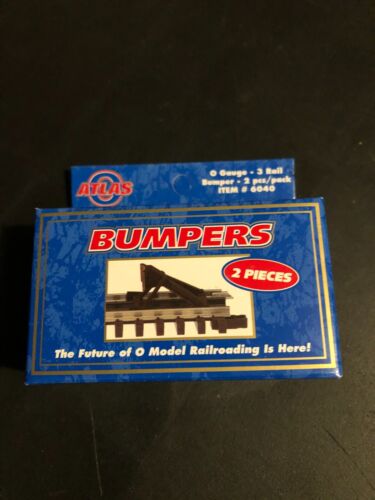 ATLAS
O
O Gauge - 3 Rail
Bumper - 2 pcs/pack
ITEM # 6040
BUMPERS
2 PIECES
The Future of O Model Railroading Is Here!